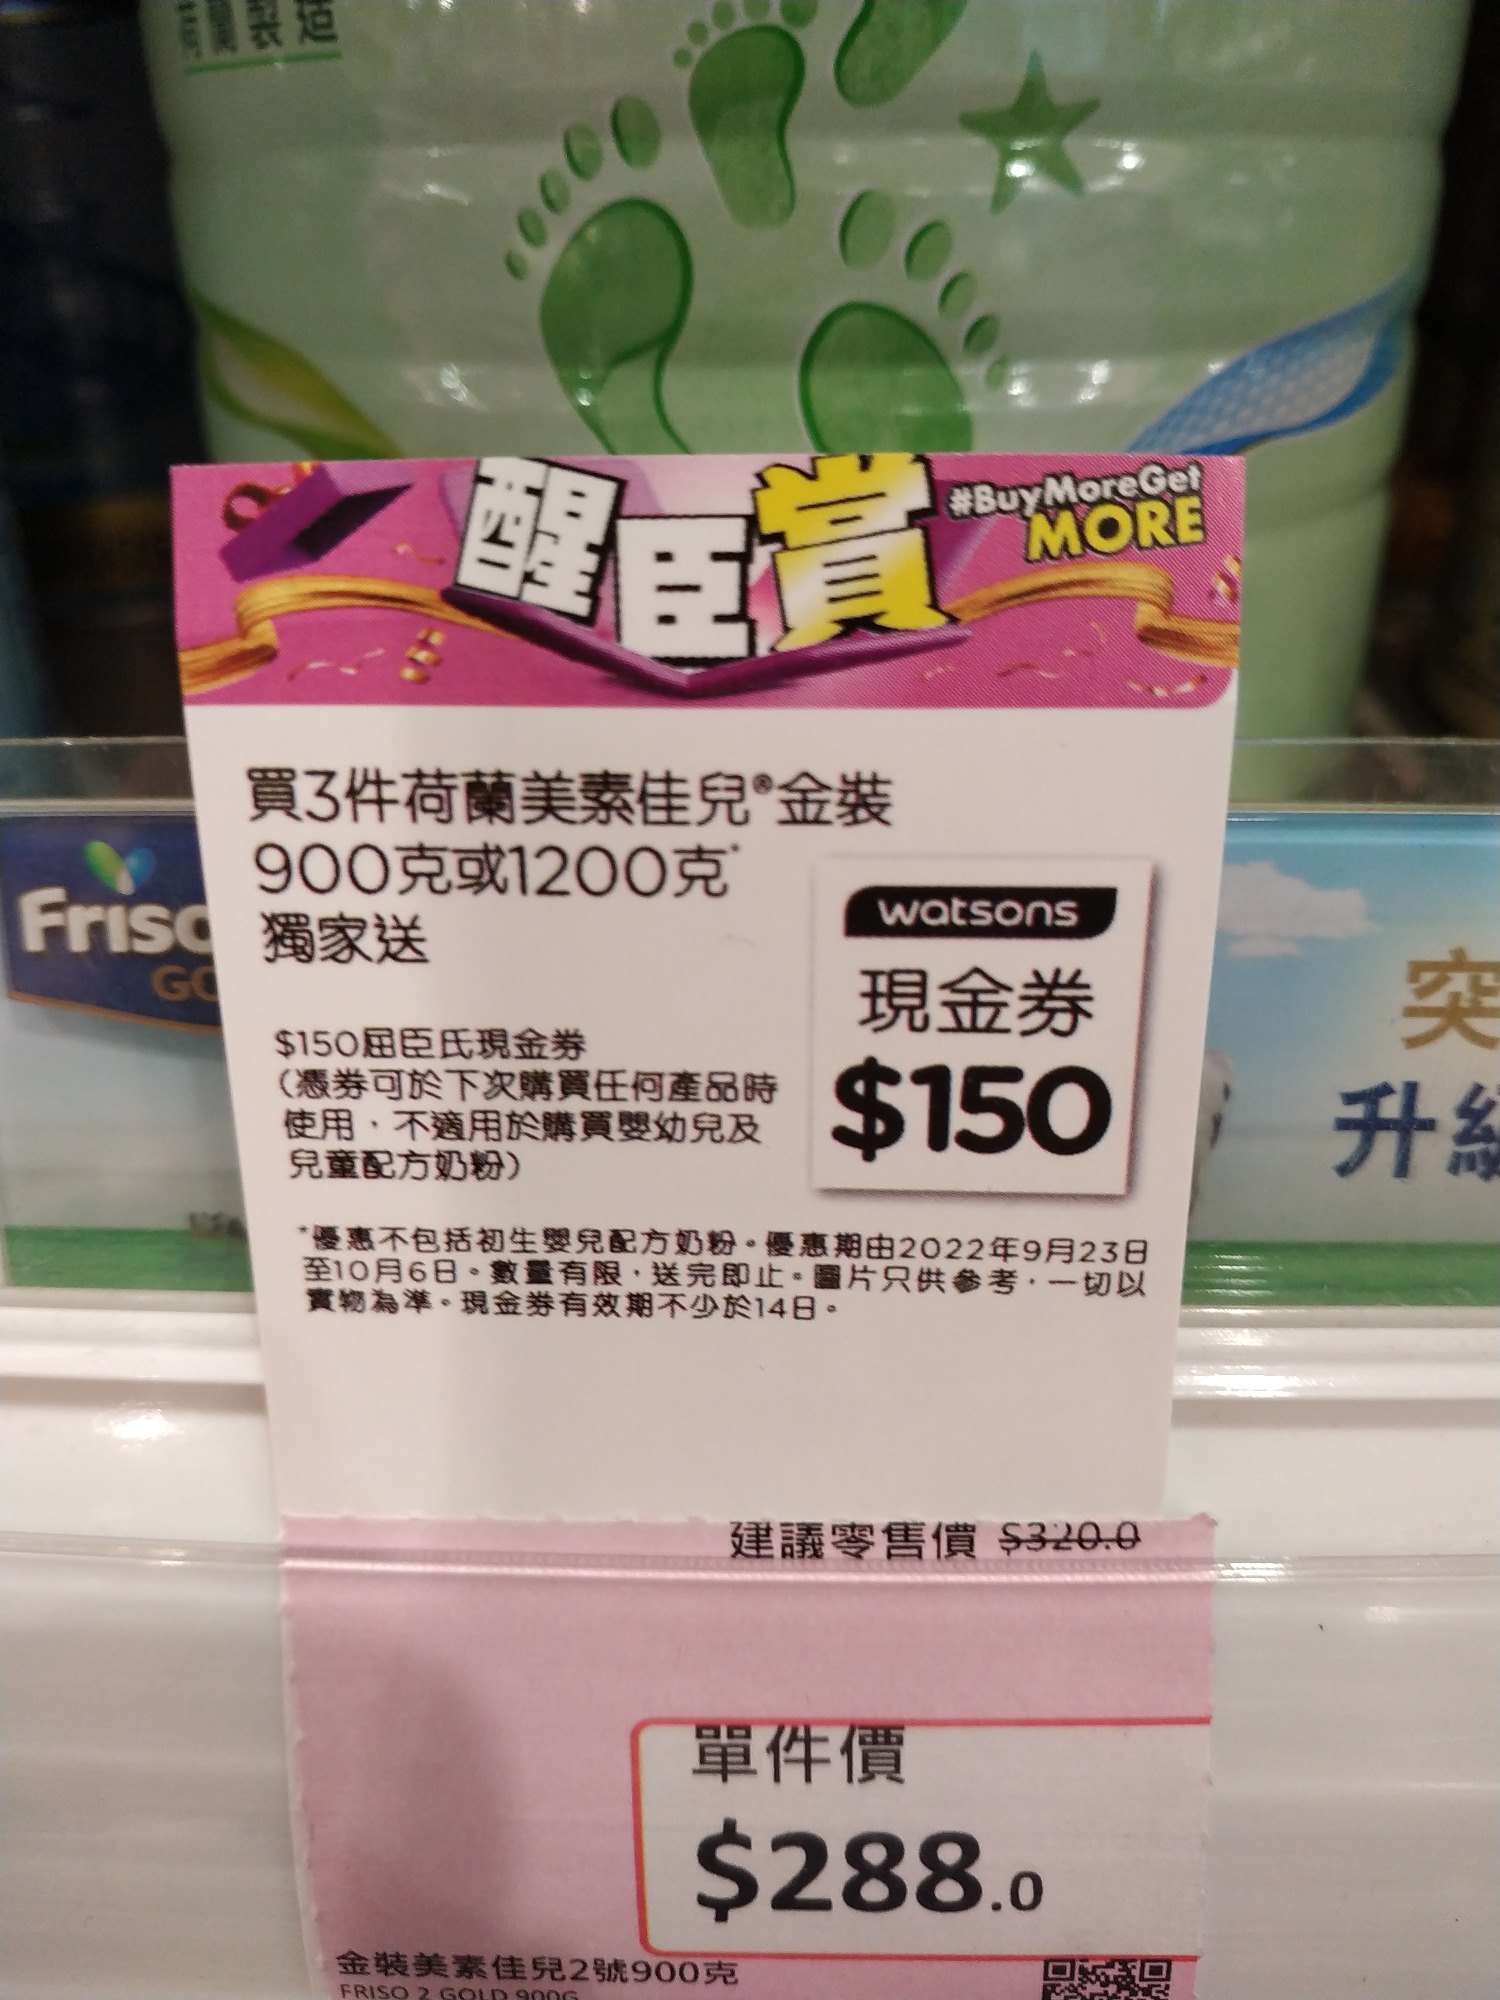 醒臣賞
#BuyMoreGet
MORE
買3件荷蘭美素佳兒®金裝
900克或1200克*
獨家送
watsons
現金券
$150
$150屈臣氏現金券
(憑券可於下次購買任何產品時
使用，不適用於購買嬰幼兒及
兒童配方奶粉)
*優惠不包括初生嬰兒配方奶粉。優惠期由2022年9月23日
至10月6日。數量有限，送完即止。圖片只供參考，一切以
實物為準。現金券有效期不少於14日。
Friso
GO
突
升級
建議零售價 $320.0
單件價
$288.0
金裝美素佳兒2號900克
FRISO 2 GOLD 900G